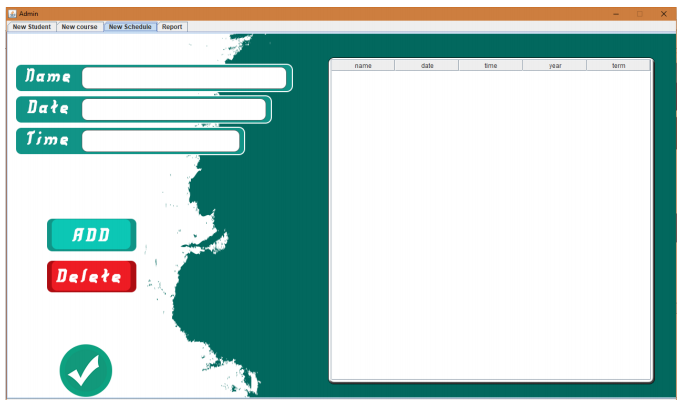 Admin
New Student New course New Schedule Report
Name
Date
Time
ADD
Delete
name date time year term